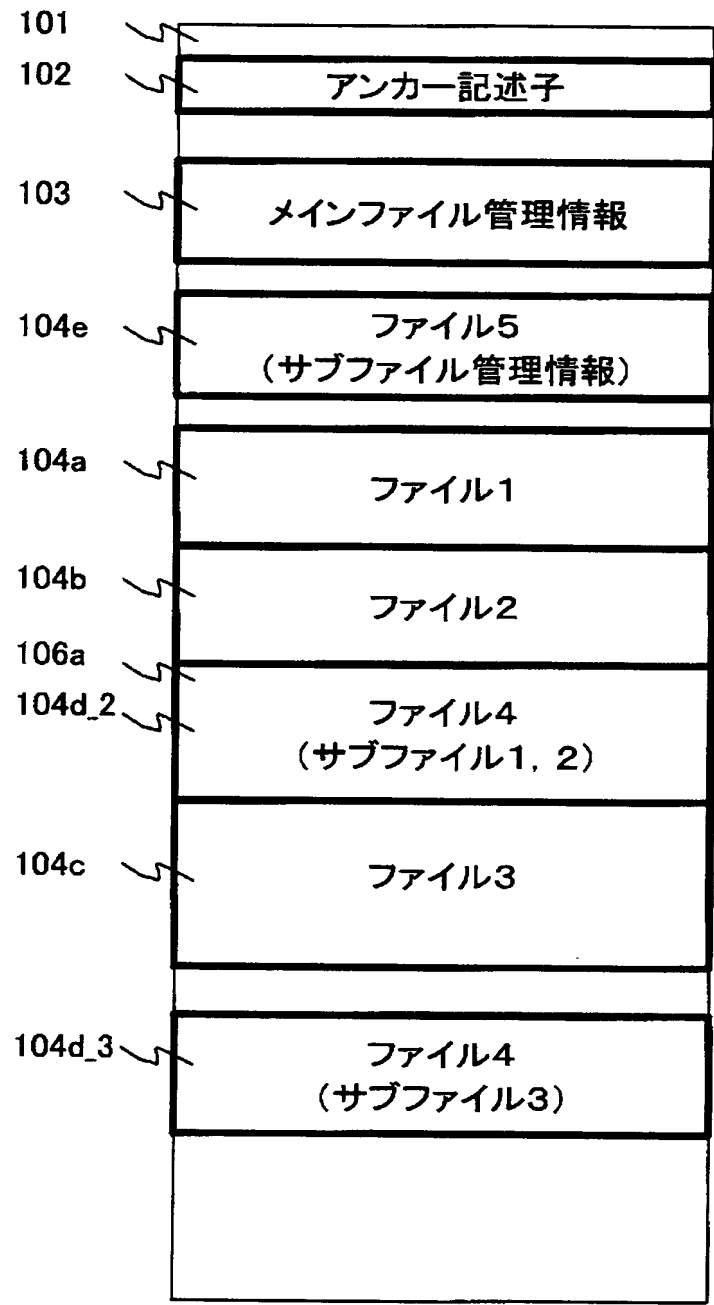 101
102
アンカー記述子
103
メインファイル管理情報
104e
ファイル5
（サブファイル管理情報）
104a
ファイル1
104b
ファイル2
106a
104d_2
ファイル4
（サブファイル1，2）
104c
ファイル3
104d_3
ファイル4
（サブファイル3）